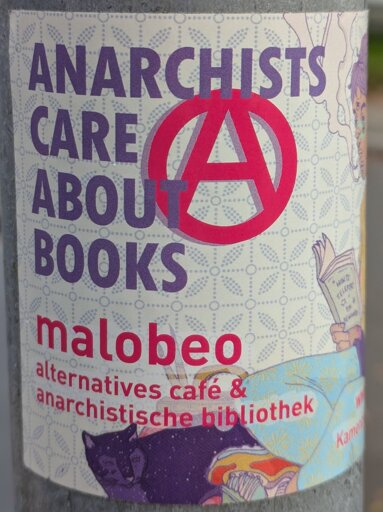 ANARCHISTS
CARE
ABOUT
BOOKS
malobeo
alternatives café &
anarchistische bibliothek